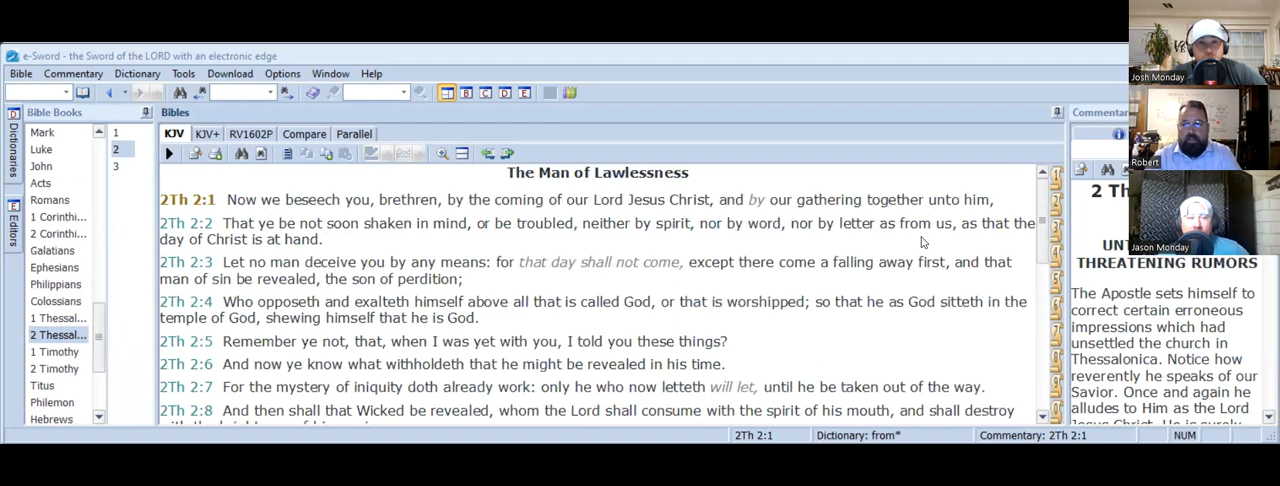 e-Sword - the Sword of the LORD with an electronic edge
Bible Commentary Dictionary Tools Download Options Window Help
B C D E
Bible Books
Bibles
Commentar
Dictionaries
Editors
Mark
Luke
John
Acts
Romans
1 Corinthi...
2 Corinthi...
Galatians
Ephesians
Philippians
Colossians
1 Thessal...
2 Thessal...
1 Timothy
2 Timothy
Titus
Philemon
Hebrews
1
2
3
KJV KJV+ RV1602P Compare Parallel
The Man of Lawlessness
2Th 2:1 Now we beseech you, brethren, by the coming of our Lord Jesus Christ, and by our gathering together unto him,
2Th 2:2 That ye be not soon shaken in mind, or be troubled, neither by spirit, nor by word, nor by letter as from us, as that the
day of Christ is at hand.
2Th 2:3 Let no man deceive you by any means: for that day shall not come, except there come a falling away first, and that
man of sin be revealed, the son of perdition;
2Th 2:4 Who opposeth and exalteth himself above all that is called God, or that is worshipped; so that he as God sitteth in the
temple of God, shewing himself that he is God.
2Th 2:5 Remember ye not, that, when I was yet with you, I told you these things?
2Th 2:6 And now ye know what withholdeth that he might be revealed in his time.
2Th 2:7 For the mystery of iniquity doth already work: only he who now letteth will let, until he be taken out of the way.
2Th 2:8 And then shall that Wicked be revealed, whom the Lord shall consume with the spirit of his mouth, and shall destroy
2 Th
UN
THREATENING RUMORS
The Apostle sets himself to
correct certain erroneous
impressions which had
unsettled the church in
Thessalonica. Notice how
reverently he speaks of our
Savior. Once and again he
alludes to Him as the Lord
Jesus Christ. He is surely
2Th 2:1
Dictionary: from*
Commentary: 2Th 2:1
NUM
Josh Monday
Robert
Jason Monday